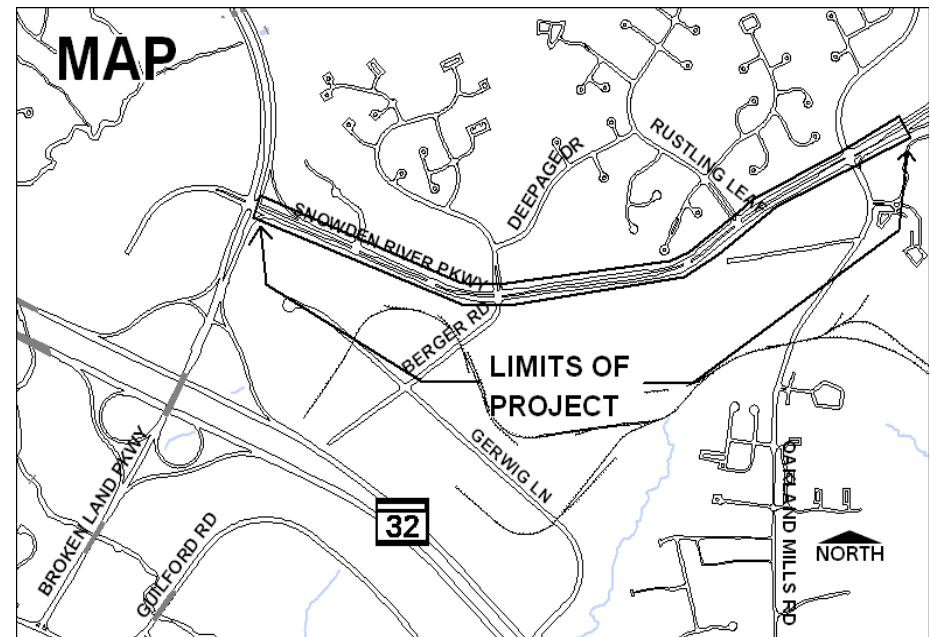 MAP
RUSTLING LEAF
DEEPAGE DR
SNOWDEN RIVER PKWY
BERGER RD
LIMITS OF
PROJECT
GERWIG LN
BROKEN LAND PKWY
32
GUILFORD RD
OAKLAND MILLS RD
NORTH